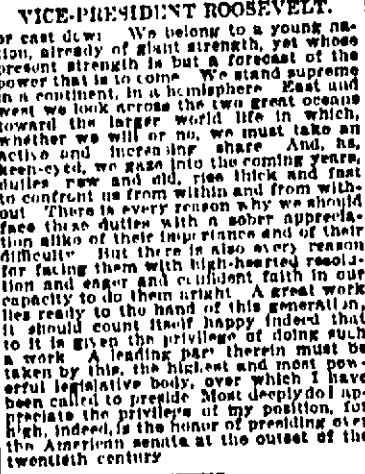 VICE-PRESIDENT ROOSEVELT.
or cast down We belong to a young na-
tion, already of giant strength, yet whose
present strength is but a forecast of the
power that is to come We stand supreme
in a continent, in a hemisphere East and
west we look across the two great oceans
toward the larger world life in which,
whether we will or no, we must take an
active and increasing share And, as,
keen-eyed, we gaze into the coming years,
duties new and old, rise thick and fast
to confront us from within and from with-
out There is every reason why we should
face these duties with a sober apprecia-
tion alike of their importance and of their
difficulty But there is also every reason
for facing them with high-hearted resolu-
tion and eager and confident faith in our
capacity to do them aright A great work
lies ready to the hand of this generation,
it should count itself happy indeed that
to it is given the privilege of doing such
a work A leading part therein must be
taken by this, the highest and most pow-
erful legislative body, over which I have
been called to preside Most deeply do I ap-
preciate the privilege of my position, for
high, indeed, is the honor of presiding over
the American senate at the outset of the
twentieth century